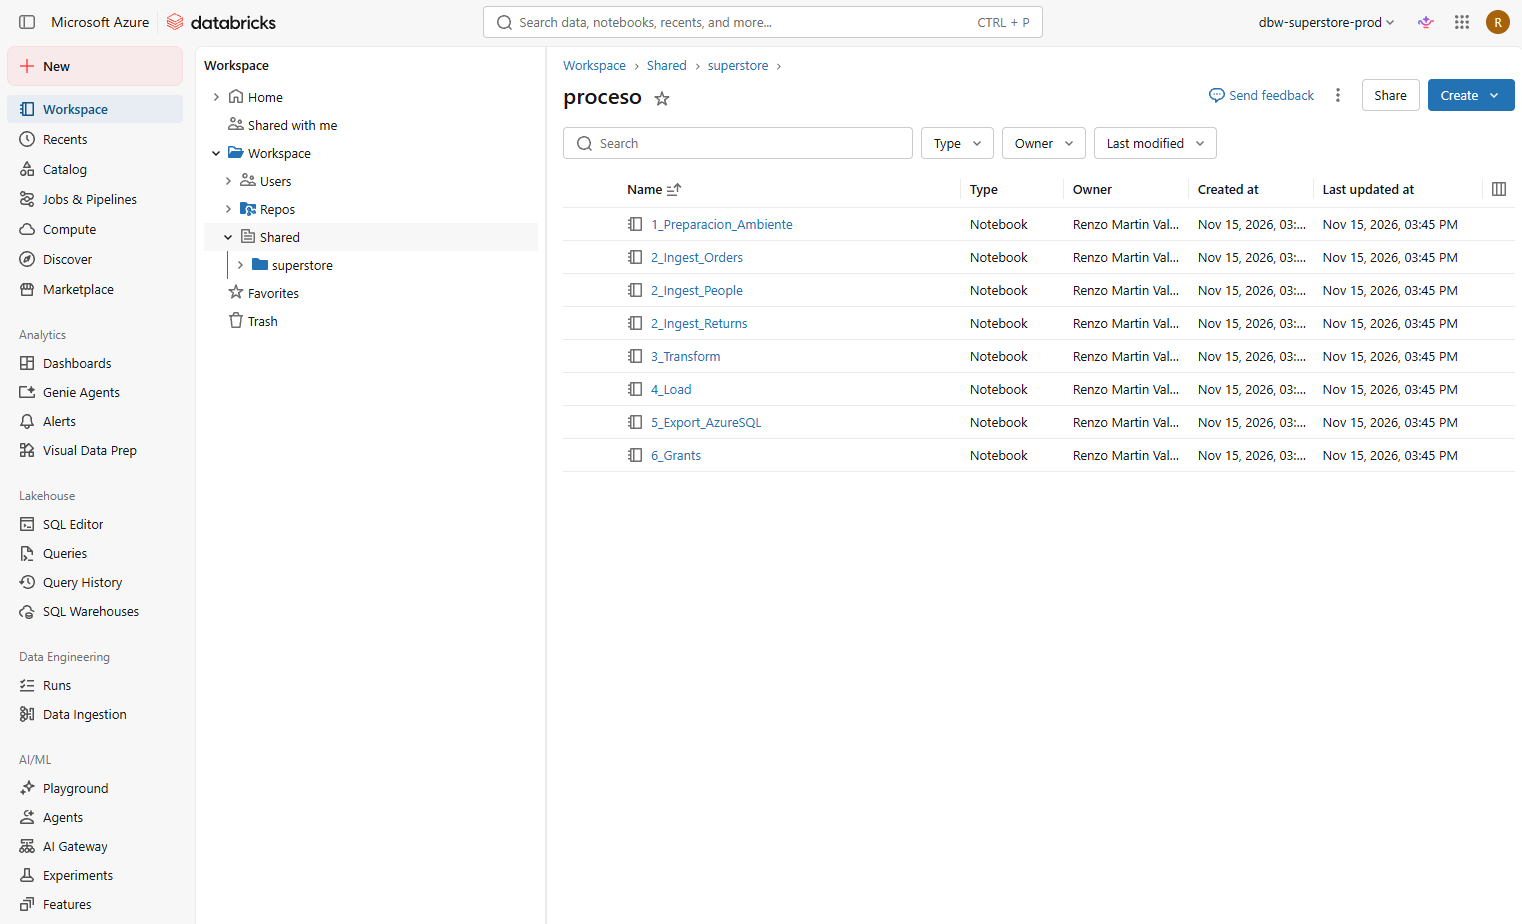 Microsoft Azure databricks
Search data, notebooks, recents, and more... CTRL + P
dbw-superstore-prod
R
New
Workspace
Recents
Catalog
Jobs & Pipelines
Compute
Discover
Marketplace
Analytics
Dashboards
Genie Agents
Alerts
Visual Data Prep
Lakehouse
SQL Editor
Queries
Query History
SQL Warehouses
Data Engineering
Runs
Data Ingestion
AI/ML
Playground
Agents
AI Gateway
Experiments
Features
Workspace
Home
Shared with me
Workspace
Users
Repos
Shared
superstore
Favorites
Trash
Workspace › Shared › superstore ›
proceso
Send feedback
Share
Create
Search
Type
Owner
Last modified
Name Type Owner Created at Last updated at
1_Preparacion_Ambiente Notebook Renzo Martin Val... Nov 15, 2026, 03:... Nov 15, 2026, 03:45 PM
2_Ingest_Orders Notebook Renzo Martin Val... Nov 15, 2026, 03:... Nov 15, 2026, 03:45 PM
2_Ingest_People Notebook Renzo Martin Val... Nov 15, 2026, 03:... Nov 15, 2026, 03:45 PM
2_Ingest_Returns Notebook Renzo Martin Val... Nov 15, 2026, 03:... Nov 15, 2026, 03:45 PM
3_Transform Notebook Renzo Martin Val... Nov 15, 2026, 03:... Nov 15, 2026, 03:45 PM
4_Load Notebook Renzo Martin Val... Nov 15, 2026, 03:... Nov 15, 2026, 03:45 PM
5_Export_AzureSQL Notebook Renzo Martin Val... Nov 15, 2026, 03:... Nov 15, 2026, 03:45 PM
6_Grants Notebook Renzo Martin Val... Nov 15, 2026, 03:... Nov 15, 2026, 03:45 PM